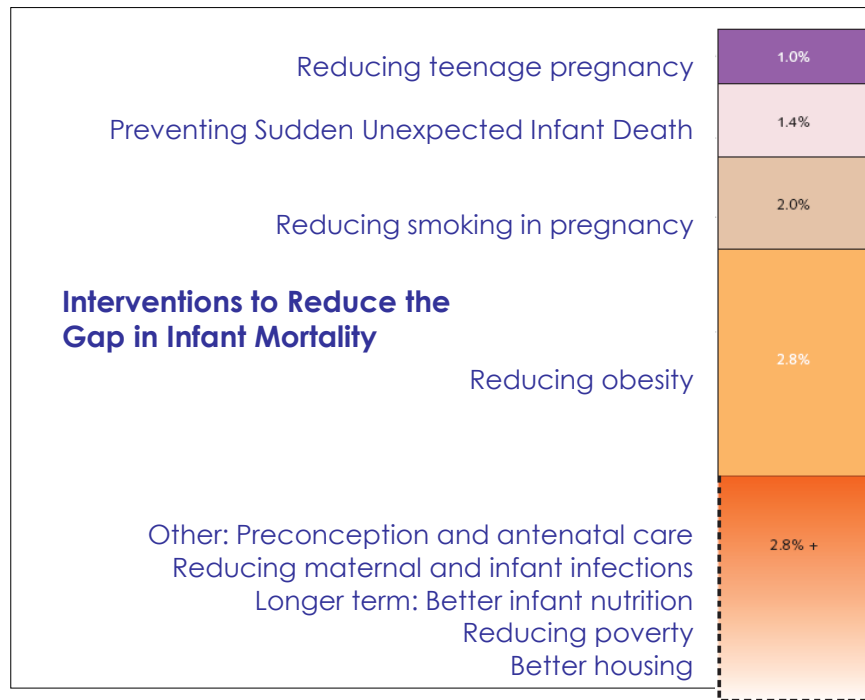 Reducing teenage pregnancy
1.0%
Preventing Sudden Unexpected Infant Death
1.4%
Reducing smoking in pregnancy
2.0%
Interventions to Reduce the
Gap in Infant Mortality
Reducing obesity
2.8%
Other: Preconception and antenatal care
2.8% +
Reducing maternal and infant infections
Longer term: Better infant nutrition
Reducing poverty
Better housing